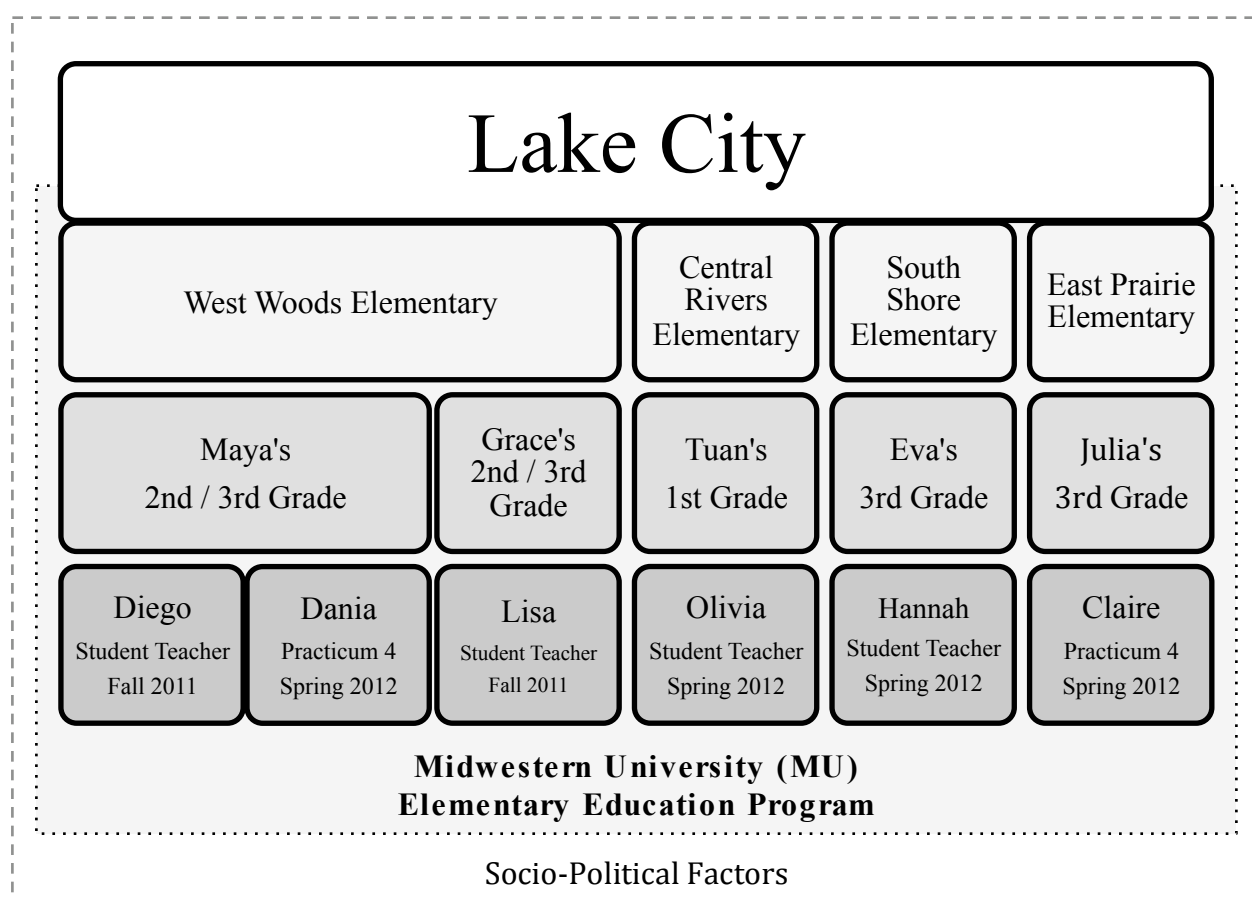 Lake City
West Woods Elementary
Central
Rivers
Elementary
South
Shore
Elementary
East Prairie
Elementary
Maya's
2nd / 3rd Grade
Grace's
2nd / 3rd
Grade
Tuan's
1st Grade
Eva's
3rd Grade
Julia's
3rd Grade
Diego
Student Teacher
Fall 2011
Dania
Practicum 4
Spring 2012
Lisa
Student Teacher
Fall 2011
Olivia
Student Teacher
Spring 2012
Hannah
Student Teacher
Spring 2012
Claire
Practicum 4
Spring 2012
Midwestern University (MU)
Elementary Education Program
Socio-Political Factors